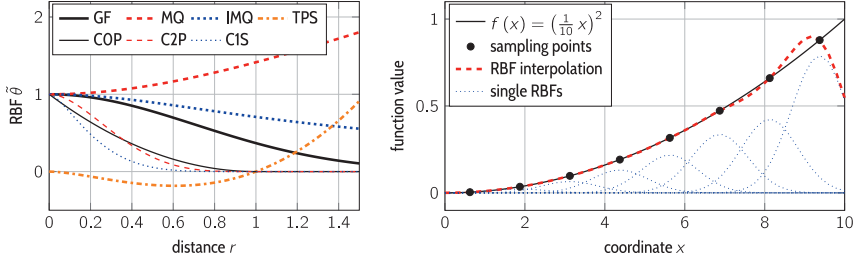 GF MQ IMQ TPS
C0P C2P C1S
2
1
0
RBF θ̃
0 0.2 0.4 0.6 0.8 1 1.2 1.4
distance r
f (x) = (1/10 x)²
sampling points
RBF interpolation
single RBFs
1
0.5
0
function value
0 2 4 6 8 10
coordinate x